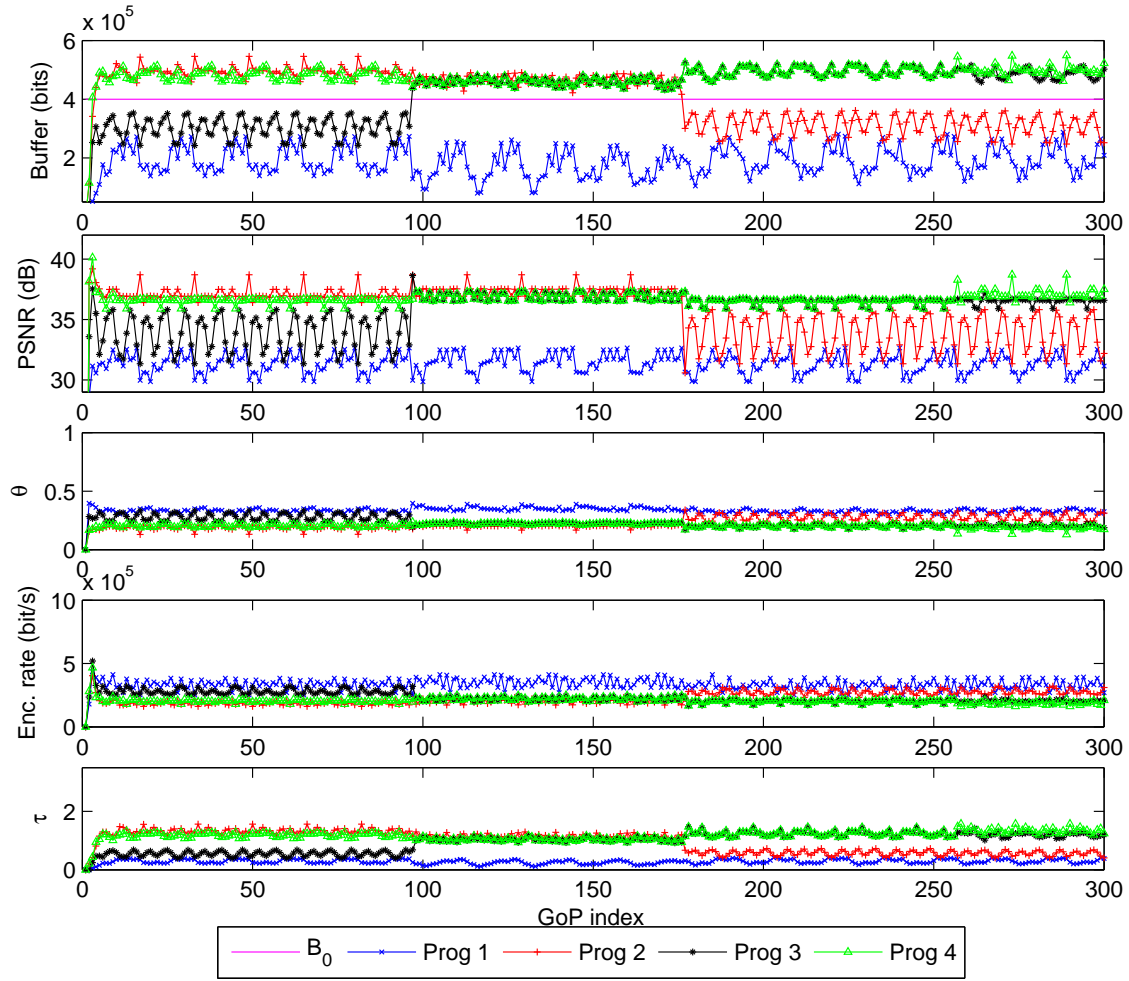 x 10^5
6
4
2
Buffer (bits)
0 50 100 150 200 250 300
40
35
30
PSNR (dB)
0 50 100 150 200 250 300
1
0.5
0
θ
0 50 100 150 200 250 300
x 10^5
10
5
0
Enc. rate (bit/s)
0 50 100 150 200 250 300
2
0
τ
0 50 100 150 200 250 300
GoP index
B_0 Prog 1 Prog 2 Prog 3 Prog 4